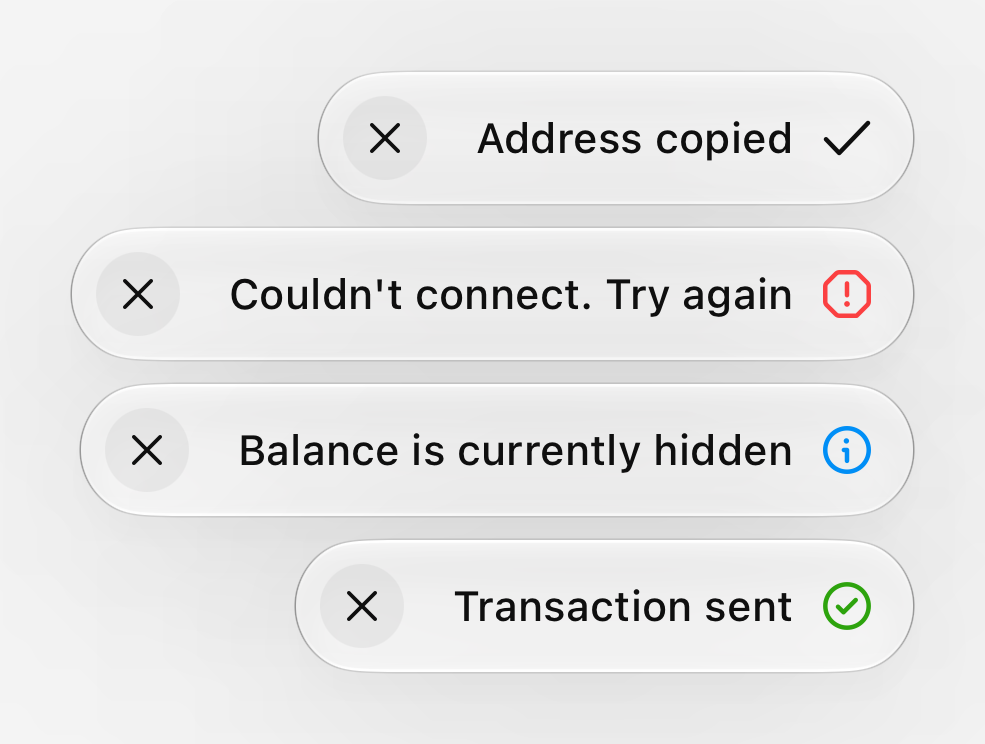 Address copied
Couldn't connect. Try again
Balance is currently hidden
Transaction sent